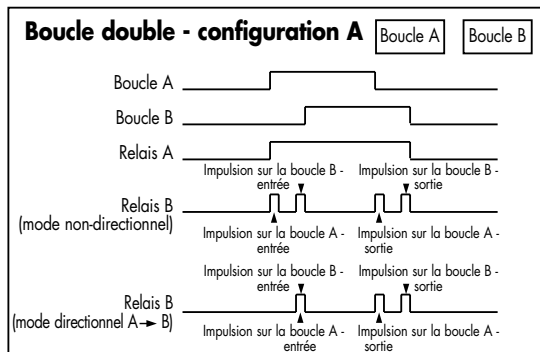 Boucle double - configuration A
Boucle A
Boucle B
Boucle A
Boucle B
Relais A
Impulsion sur la boucle B -
entrée
Impulsion sur la boucle B -
sortie
Relais B
(mode non-directionnel)
Impulsion sur la boucle A -
entrée
Impulsion sur la boucle A -
sortie
Impulsion sur la boucle B -
entrée
Impulsion sur la boucle B -
sortie
Relais B
(mode directionnel A→ B)
Impulsion sur la boucle A -
entrée
Impulsion sur la boucle A -
sortie